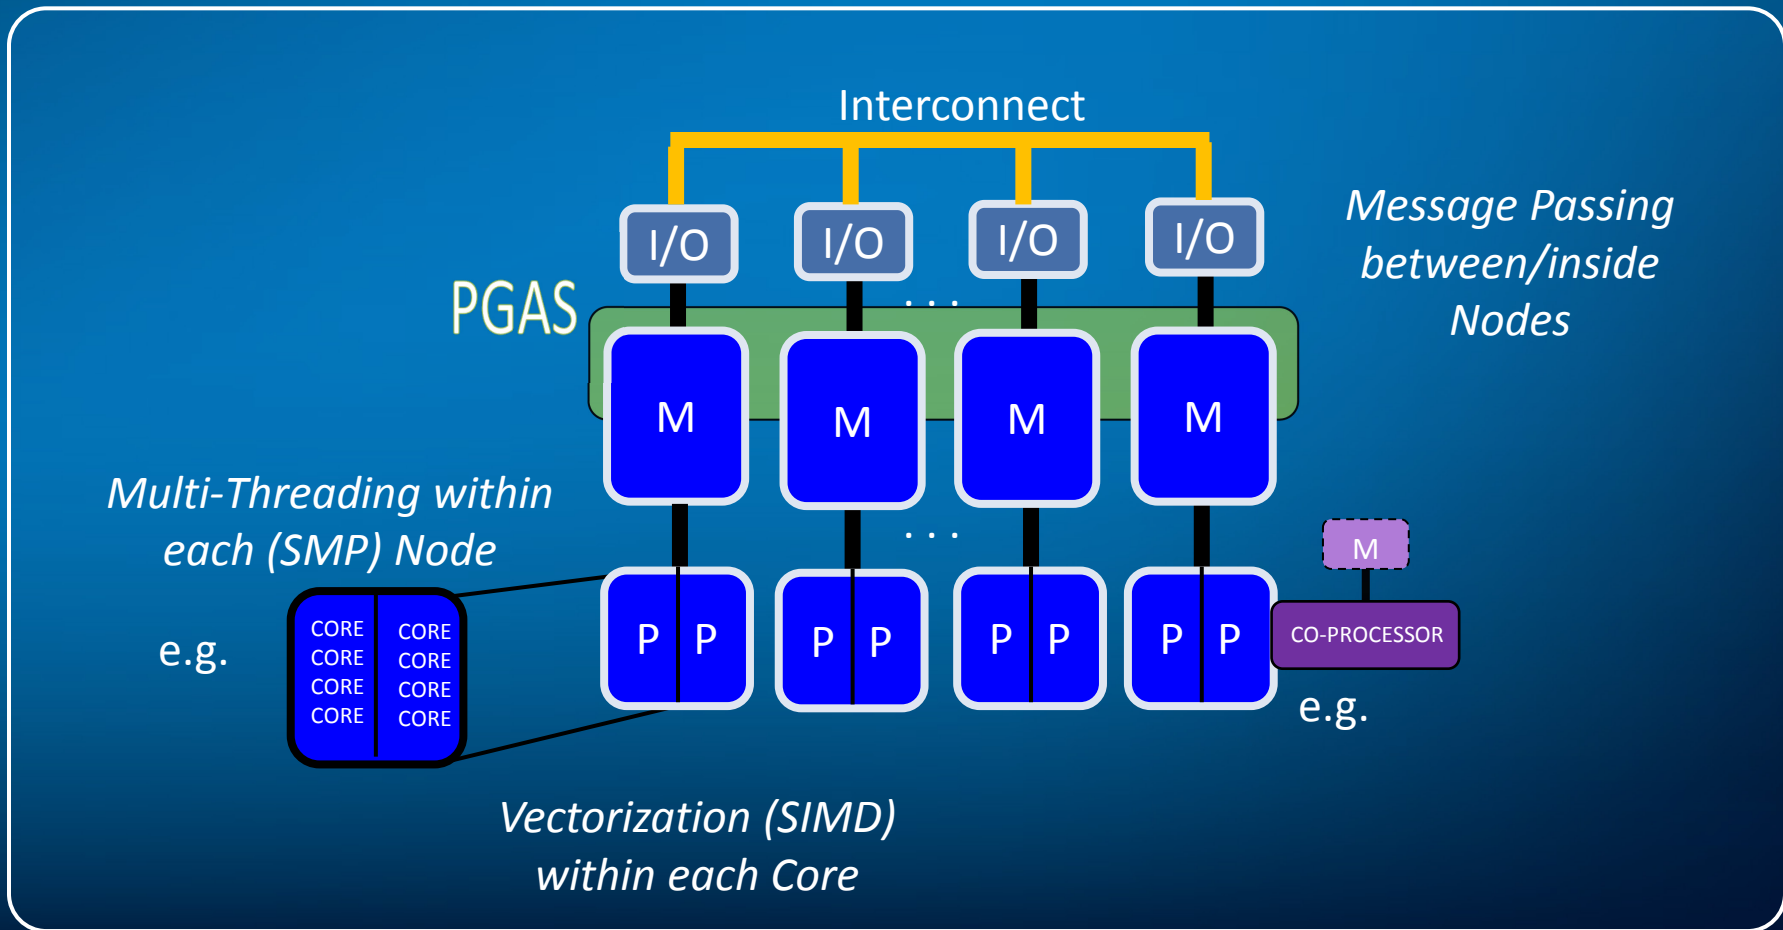 Interconnect
I/O
I/O
I/O
I/O
Message Passing
between/inside
Nodes
PGAS
. . .
M
M
M
M
Multi-Threading within
each (SMP) Node
. . .
M
e.g.
CORE
CORE
CORE
CORE
CORE
CORE
CORE
CORE
P P
P P
P P
P P
CO-PROCESSOR
e.g.
Vectorization (SIMD)
within each Core